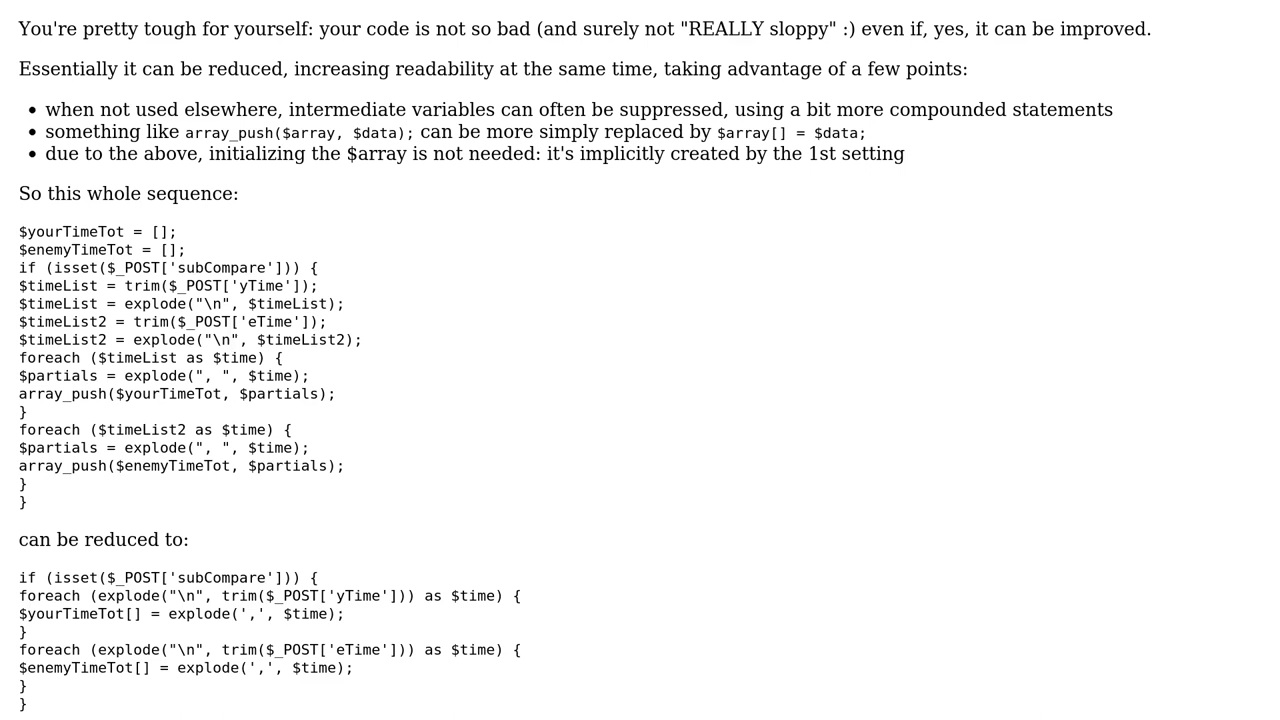 You're pretty tough for yourself: your code is not so bad (and surely not "REALLY sloppy" :) even if, yes, it can be improved.
Essentially it can be reduced, increasing readability at the same time, taking advantage of a few points:
• when not used elsewhere, intermediate variables can often be suppressed, using a bit more compounded statements
• something like array_push($array, $data); can be more simply replaced by $array[] = $data;
• due to the above, initializing the $array is not needed: it's implicitly created by the 1st setting
So this whole sequence:
$yourTimeTot = [];
$enemyTimeTot = [];
if (isset($_POST['subCompare'])) {
$timeList = trim($_POST['yTime']);
$timeList = explode("\n", $timeList);
$timeList2 = trim($_POST['eTime']);
$timeList2 = explode("\n", $timeList2);
foreach ($timeList as $time) {
$partials = explode(", ", $time);
array_push($yourTimeTot, $partials);
}
foreach ($timeList2 as $time) {
$partials = explode(", ", $time);
array_push($enemyTimeTot, $partials);
}
}
can be reduced to:
if (isset($_POST['subCompare'])) {
foreach (explode("\n", trim($_POST['yTime'])) as $time) {
$yourTimeTot[] = explode(',', $time);
}
foreach (explode("\n", trim($_POST['eTime'])) as $time) {
$enemyTimeTot[] = explode(',', $time);
}
}